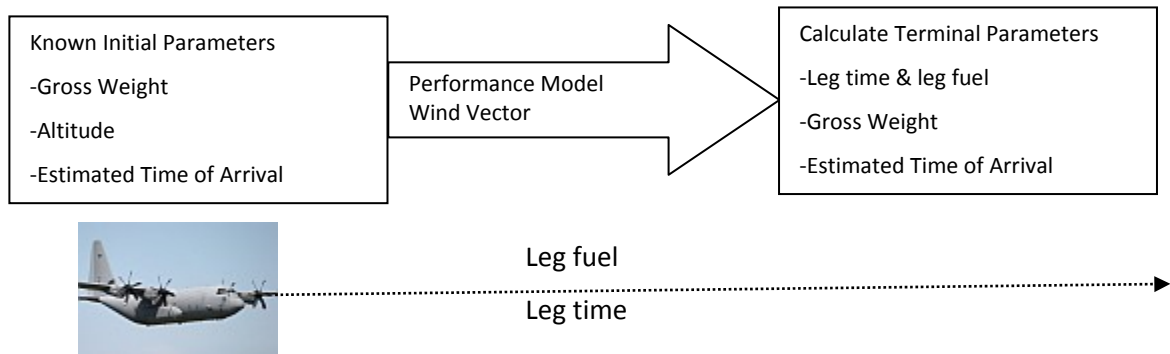 Known Initial Parameters
-Gross Weight
-Altitude
-Estimated Time of Arrival
Performance Model
Wind Vector
Calculate Terminal Parameters
-Leg time & leg fuel
-Gross Weight
-Estimated Time of Arrival
Leg fuel
Leg time